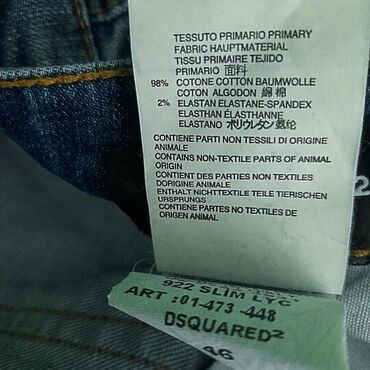 TESSUTO PRIMARIO PRIMARY
FABRIC HAUPTMATERIAL
TISSU PRIMAIRE TEJIDO
PRIMARIO 面料
98% COTONE COTTON BAUMWOLLE
COTON ALGODON 綿 棉
2% ELASTAN ELASTANE-SPANDEX
ELASTHAN ÉLASTHANNE
ELASTANO ポリウレタン 氨纶
CONTIENE PARTI NON TESSILI DI ORIGINE
ANIMALE
CONTAINS NON-TEXTILE PARTS OF ANIMAL
ORIGIN
CONTIENT DES PARTIES NON TEXTILES
DORIGINE ANIMALE
ENTHÄLT NICHTTEXTILE TEILE TIERISCHEN
URSPRUNGS
CONTIENE PARTES NO TEXTILES DE
ORIGEN ANIMAL
2
922 SLIM LYC
ART :01-473-448
DSQUARED2
46